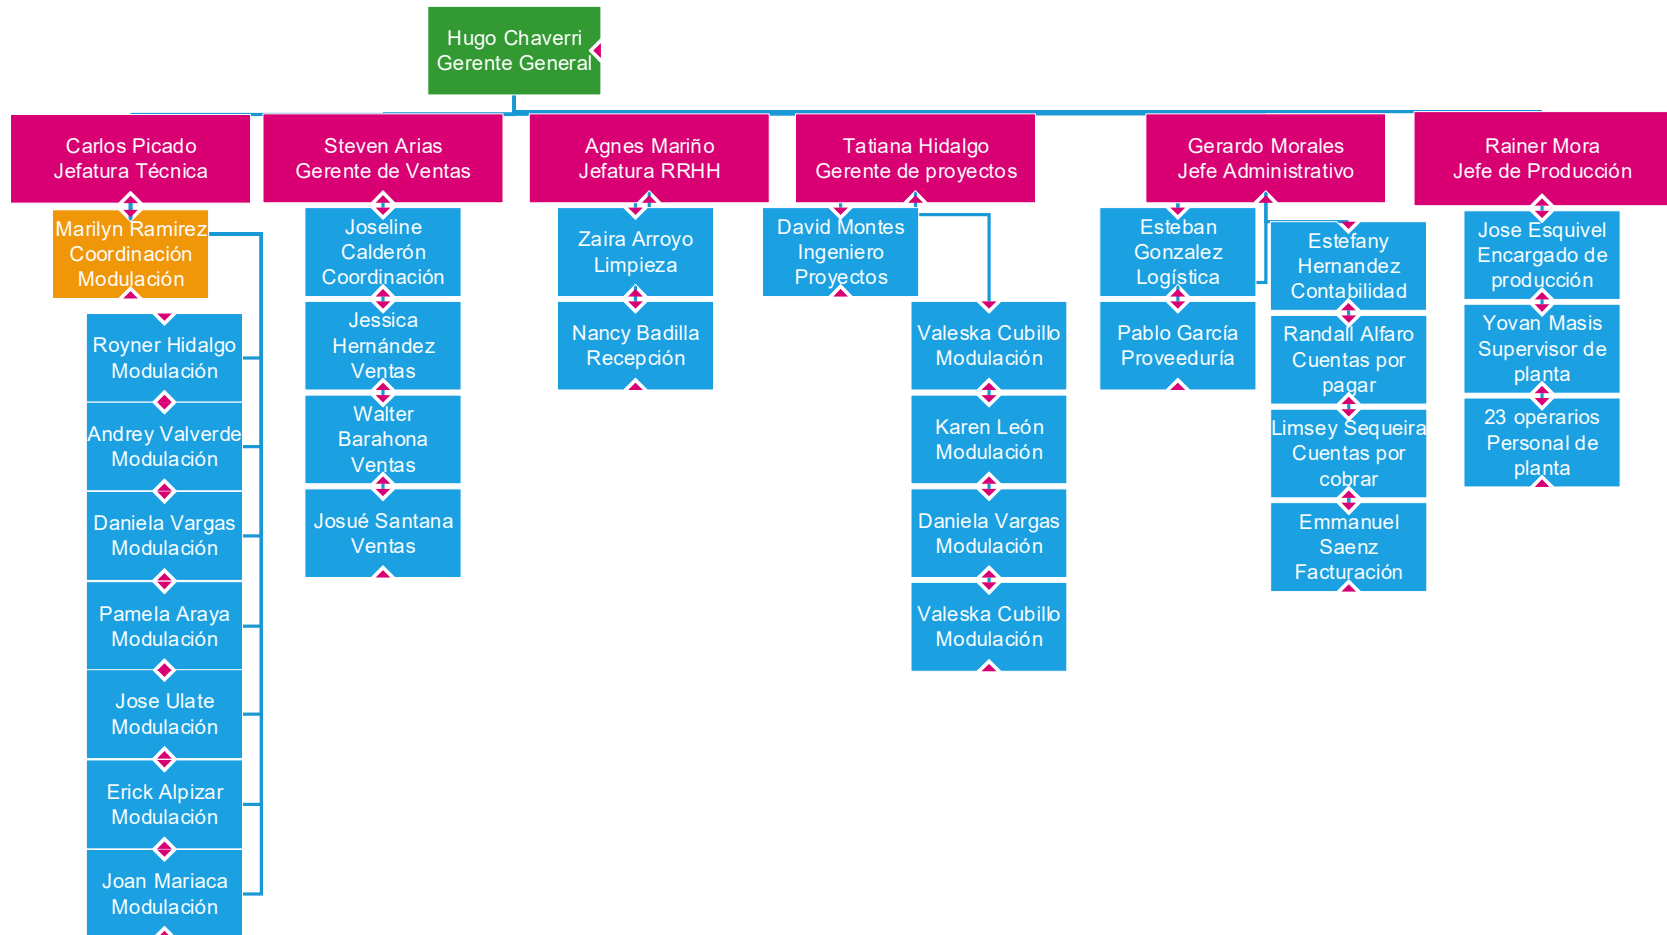 Hugo Chaverri
Gerente General
Carlos Picado
Jefatura Técnica
Steven Arias
Gerente de Ventas
Agnes Mariño
Jefatura RRHH
Tatiana Hidalgo
Gerente de proyectos
Gerardo Morales
Jefe Administrativo
Rainer Mora
Jefe de Producción
Marilyn Ramirez
Coordinación
Modulación
Royner Hidalgo
Modulación
Andrey Valverde
Modulación
Daniela Vargas
Modulación
Pamela Araya
Modulación
Jose Ulate
Modulación
Erick Alpizar
Modulación
Joan Mariaca
Modulación
Joseline
Calderón
Coordinación
Jessica
Hernández
Ventas
Walter
Barahona
Ventas
Josué Santana
Ventas
Zaira Arroyo
Limpieza
Nancy Badilla
Recepción
David Montes
Ingeniero
Proyectos
Valeska Cubillo
Modulación
Karen León
Modulación
Daniela Vargas
Modulación
Valeska Cubillo
Modulación
Esteban
Gonzalez
Logística
Pablo García
Proveeduría
Estefany
Hernandez
Contabilidad
Randall Alfaro
Cuentas por
pagar
Limsey Sequeira
Cuentas por
cobrar
Emmanuel
Saenz
Facturación
Jose Esquivel
Encargado de
producción
Yovan Masis
Supervisor de
planta
23 operarios
Personal de
planta